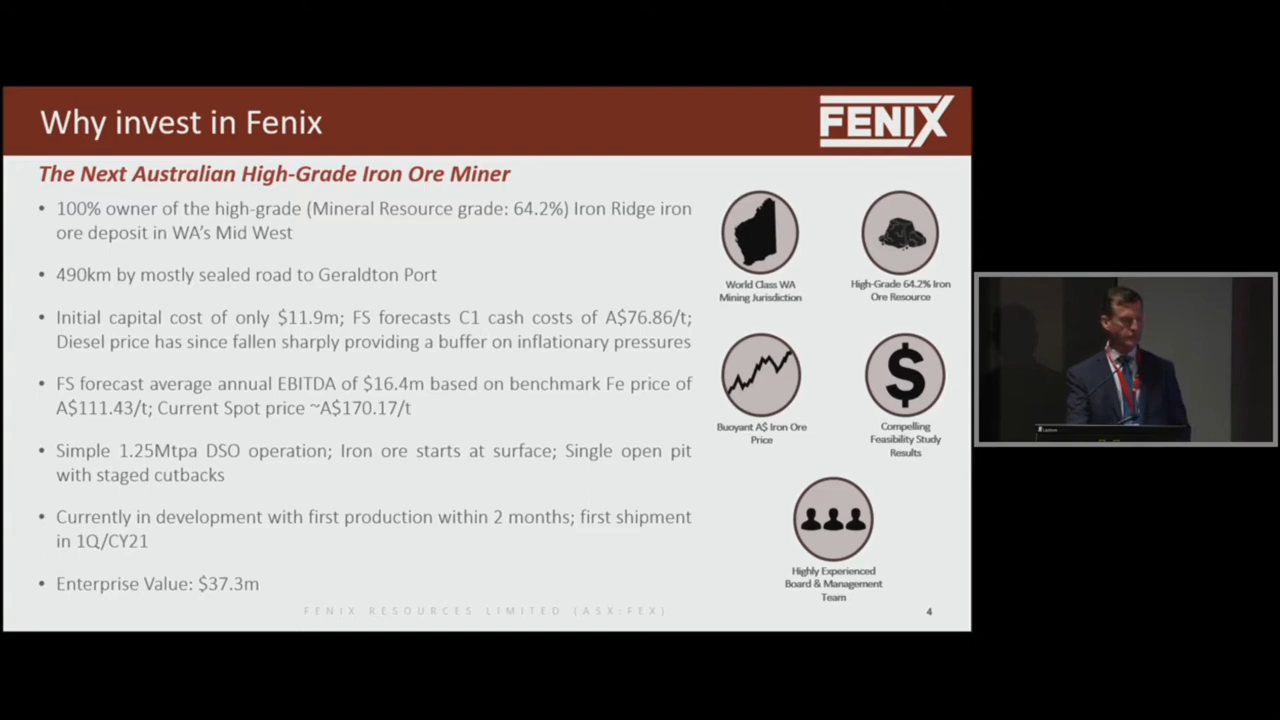 Why invest in Fenix
FENIX
The Next Australian High-Grade Iron Ore Miner
• 100% owner of the high-grade (Mineral Resource grade: 64.2%) Iron Ridge iron
ore deposit in WA's Mid West
• 490km by mostly sealed road to Geraldton Port
• Initial capital cost of only $11.9m; FS forecasts C1 cash costs of A$76.86/t;
Diesel price has since fallen sharply providing a buffer on inflationary pressures
• FS forecast average annual EBITDA of $16.4m based on benchmark Fe price of
A$111.43/t; Current Spot price ~A$170.17/t
• Simple 1.25Mtpa DSO operation; Iron ore starts at surface; Single open pit
with staged cutbacks
• Currently in development with first production within 2 months; first shipment
in 1Q/CY21
• Enterprise Value: $37.3m
World Class WA
Mining Jurisdiction
High-Grade 64.2% Iron
Ore Resource
Buoyant A$ Iron Ore
Price
$
Compelling
Feasibility Study
Results
Highly Experienced
Board & Management
Team
FENIX RESOURCES LIMITED (ASX:FEX)
4